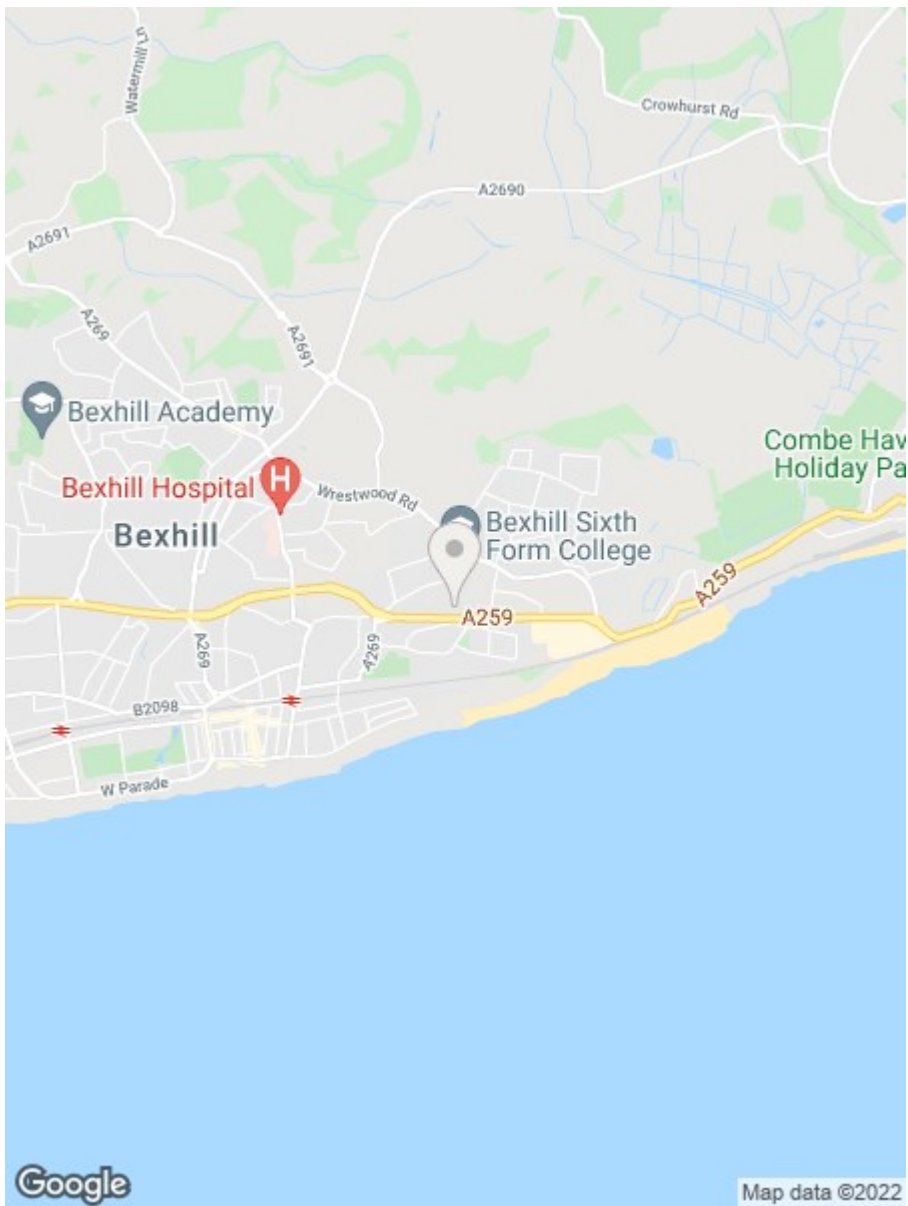 Watermill Ln
Crowhurst Rd
A2690
A2691
A269
A2691
Bexhill Academy
Combe Hav
Holiday Pa
Bexhill Hospital
H
Wrestwood Rd
Bexhill Sixth
Form College
Bexhill
A259
A259
A269
A269
B2098
W Parade
Google
Map data ©2022